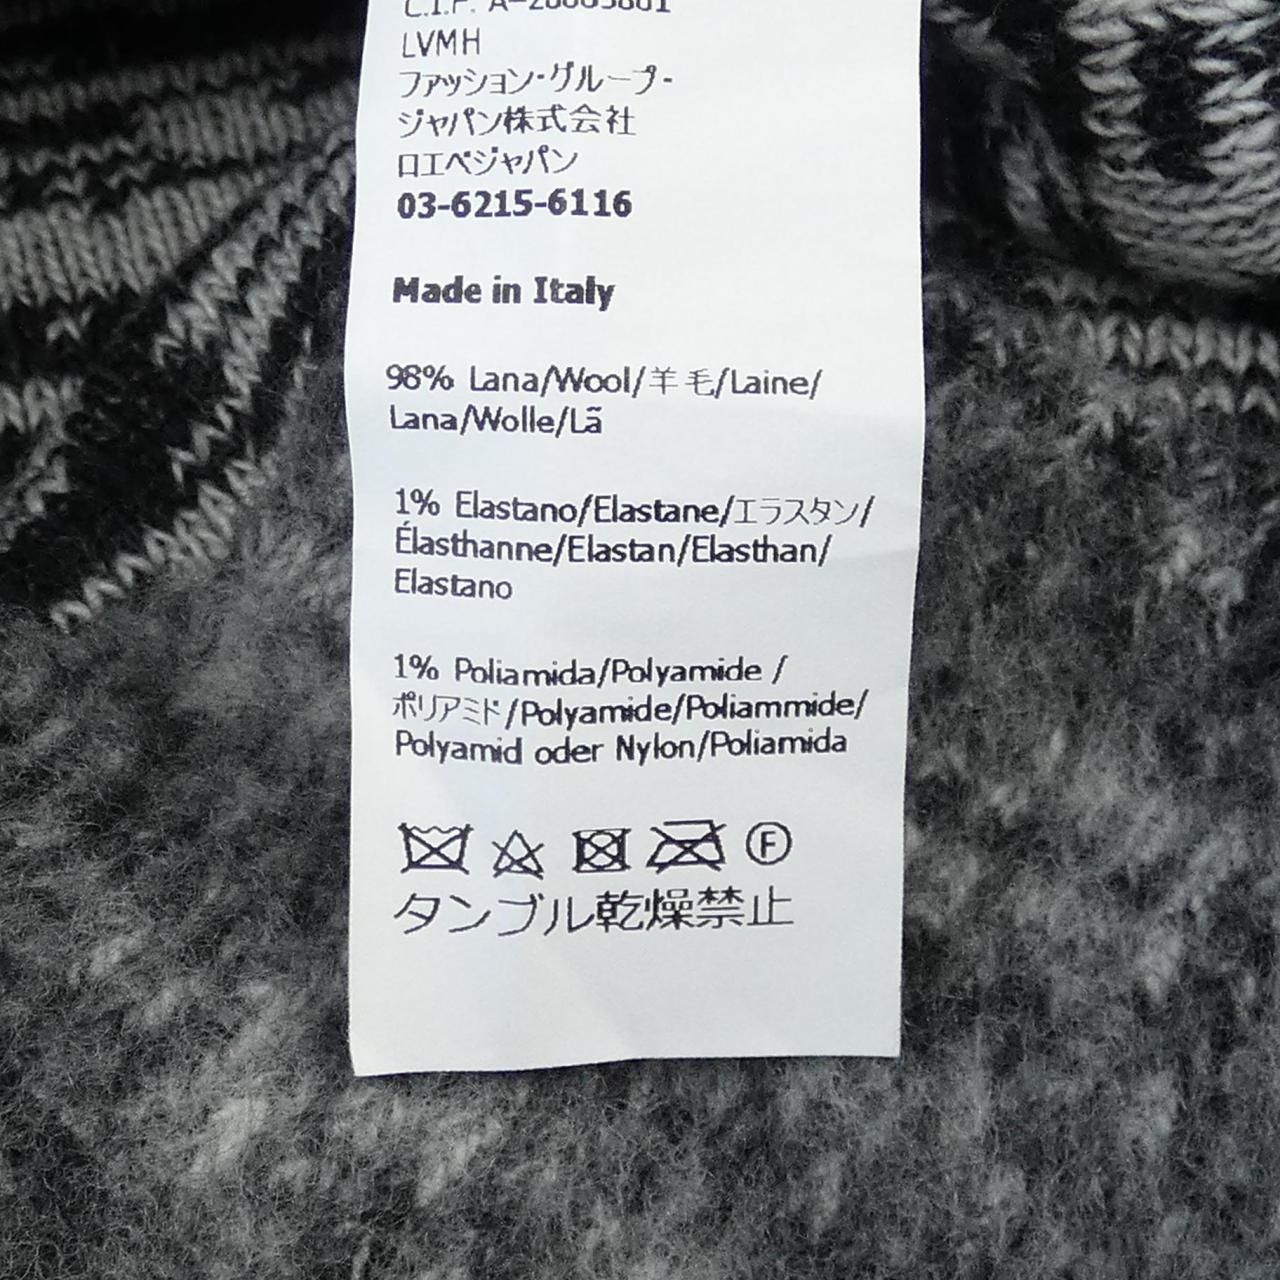 LVMH
ファッション・グループ・
ジャパン株式会社
ロエベジャパン
03-6215-6116
Made in Italy
98% Lana/Wool/羊毛/Laine/
Lana/Wolle/Lã
1% Elastano/Elastane/エラスタン/
Élasthanne/Elastan/Elasthan/
Elastano
1% Poliamida/Polyamide /
ポリアミド/Polyamide/Poliammide/
Polyamid oder Nylon/Poliamida
F
タンブル乾燥禁止